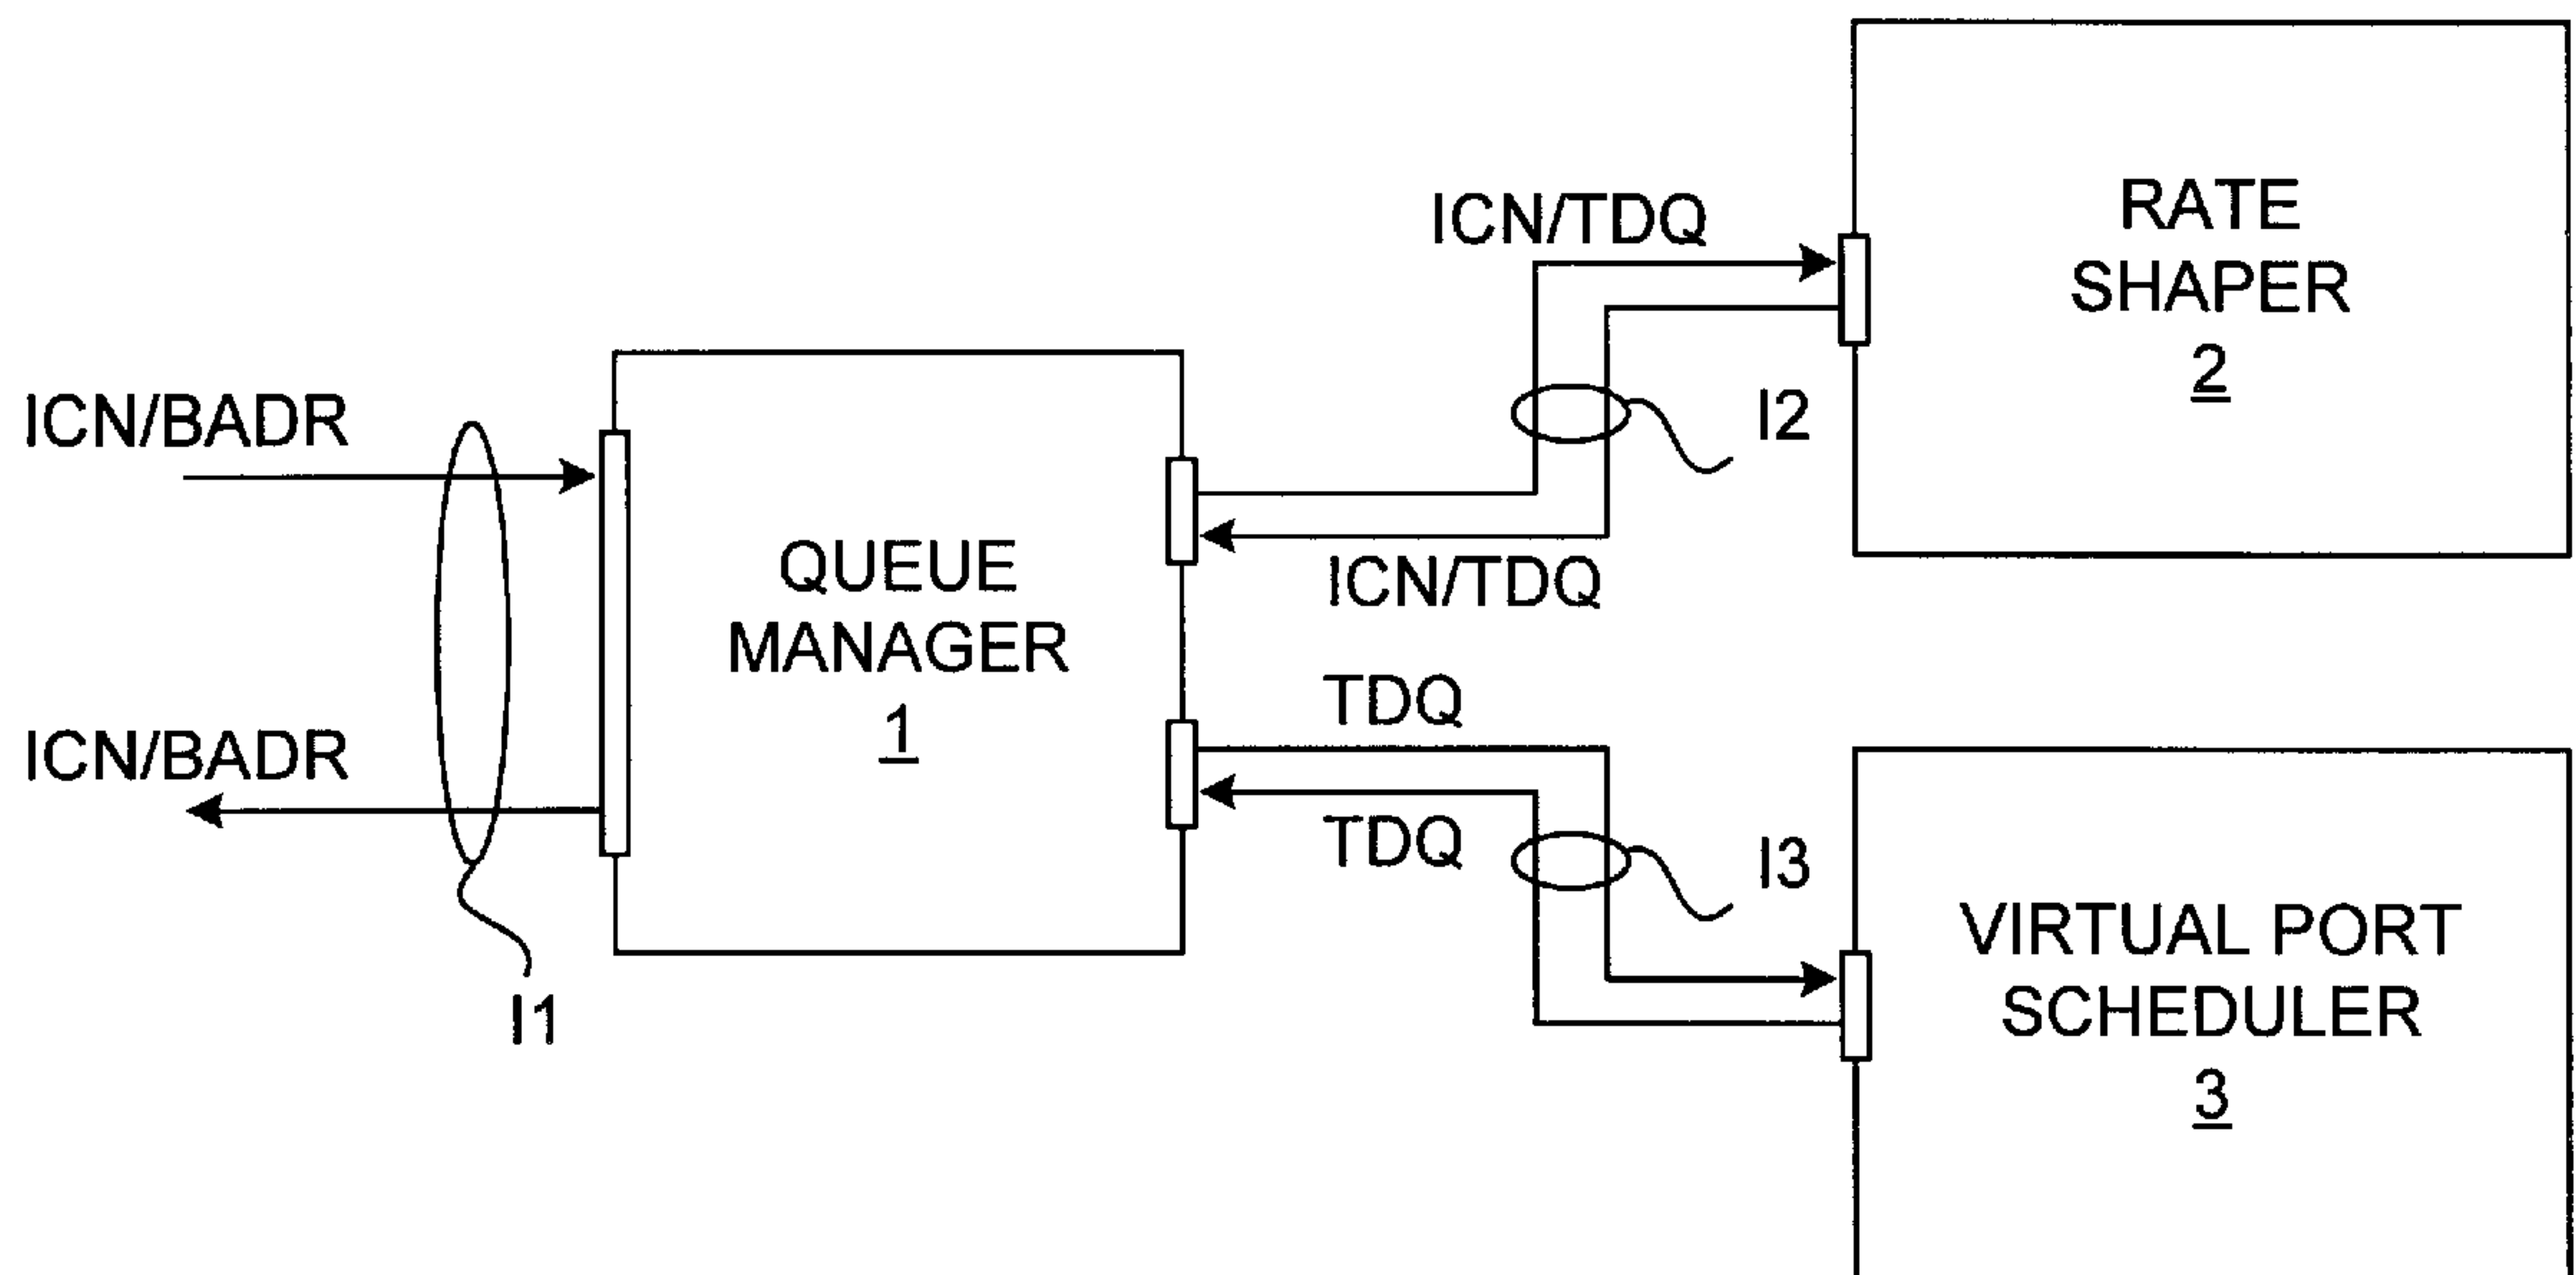 RATE
SHAPER
2
ICN/TDQ
I2
ICN/BADR
QUEUE
MANAGER
1
ICN/TDQ
ICN/BADR
TDQ
TDQ
I3
I1
VIRTUAL PORT
SCHEDULER
3